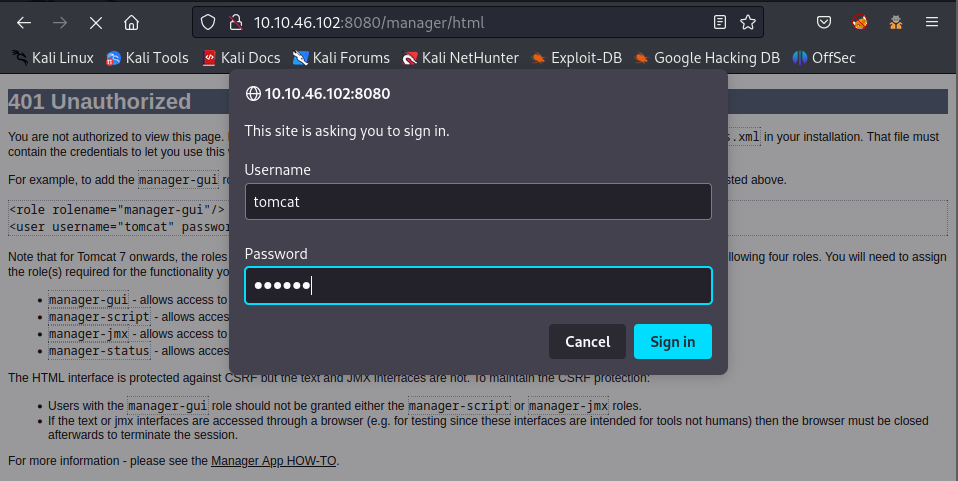 10.10.46.102:8080/manager/html
Kali Linux Kali Tools Kali Docs Kali Forums Kali NetHunter Exploit-DB Google Hacking DB OffSec
401 Unauthorized
10.10.46.102:8080
This site is asking you to sign in.
You are not authorized to view this page. s.xml in your installation. That file must
contain the credentials to let you use this
Username
For example, to add the manager-gui ro sted above.
tomcat
<role rolename="manager-gui"/>
<user username="tomcat" passwor
Password
Note that for Tomcat 7 onwards, the roles llowing four roles. You will need to assign
the role(s) required for the functionality yo
manager-gui - allows access to
manager-script - allows acces
manager-jmx - allows access to
manager-status - allows acces
Cancel Sign in
The HTML interface is protected against CSRF but the text and JMX interfaces are not. To maintain the CSRF protection:
Users with the manager-gui role should not be granted either the manager-script or manager-jmx roles.
If the text or jmx interfaces are accessed through a browser (e.g. for testing since these interfaces are intended for tools not humans) then the browser must be closed
afterwards to terminate the session.
For more information - please see the Manager App HOW-TO.